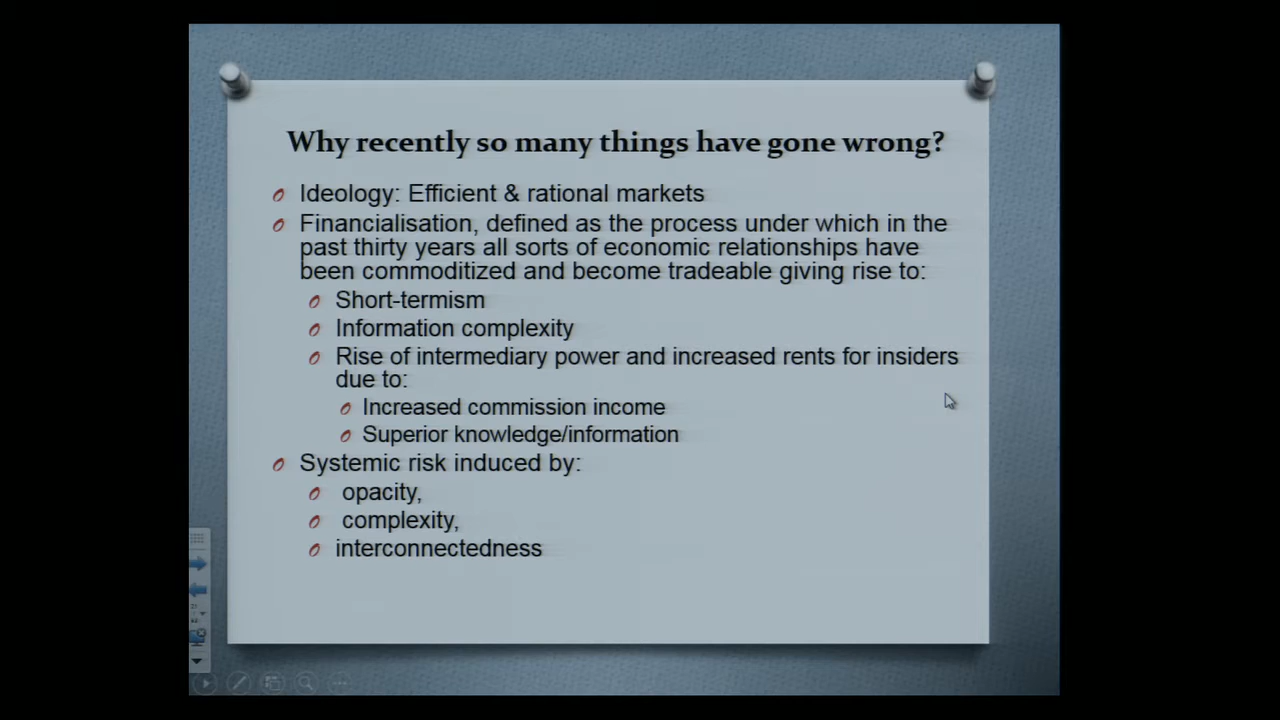 Why recently so many things have gone wrong?
Ideology: Efficient & rational markets
Financialisation, defined as the process under which in the
past thirty years all sorts of economic relationships have
been commoditized and become tradeable giving rise to:
Short-termism
Information complexity
Rise of intermediary power and increased rents for insiders
due to:
Increased commission income
Superior knowledge/information
Systemic risk induced by:
opacity,
complexity,
interconnectedness